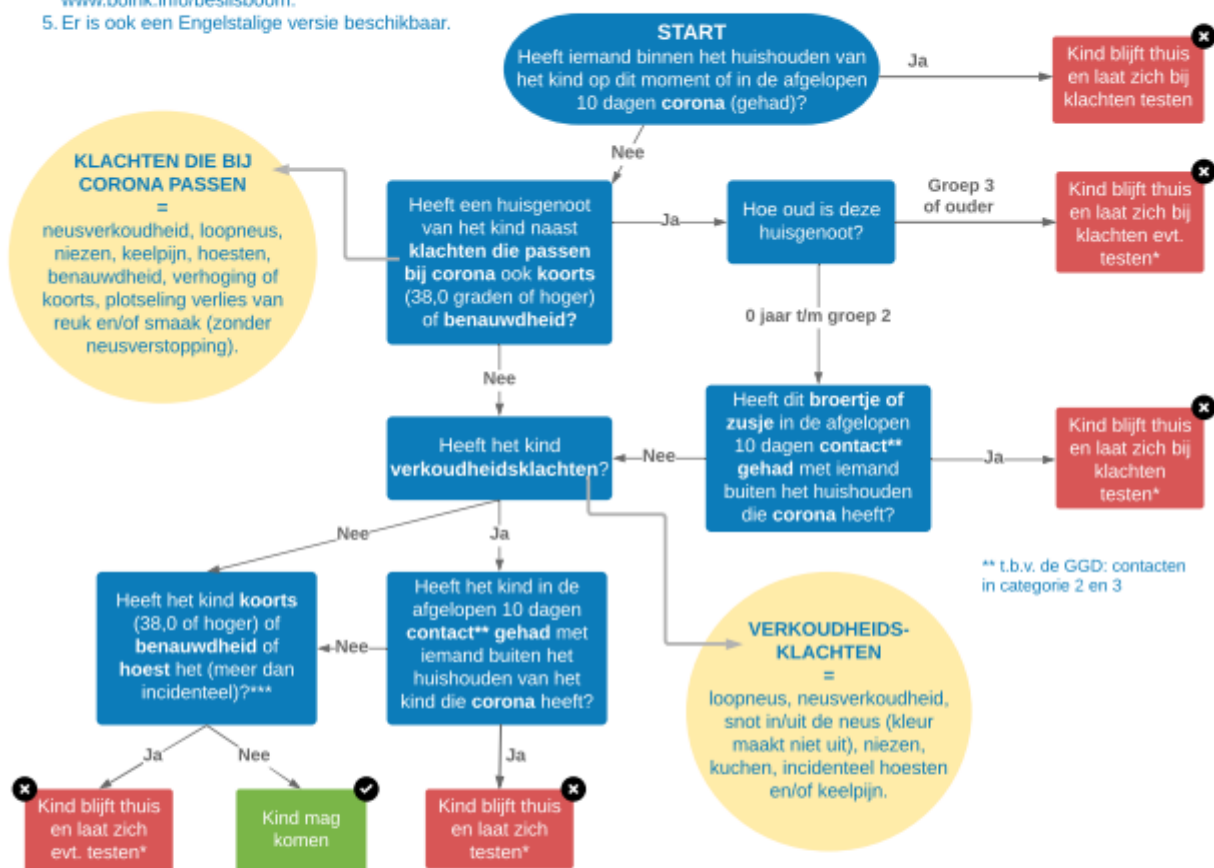 www.boink.info/beslisboom.
5. Er is ook een Engelstalige versie beschikbaar.
START
Heeft iemand binnen het huishouden van
het kind op dit moment of in de afgelopen
10 dagen corona (gehad)?
Ja
Kind blijft thuis
en laat zich bij
klachten testen
Nee
KLACHTEN DIE BIJ
CORONA PASSEN
=
neusverkoudheid, loopneus,
niezen, keelpijn, hoesten,
benauwdheid, verhoging of
koorts, plotseling verlies van
reuk en/of smaak (zonder
neusverstopping).
Heeft een huisgenoot
van het kind naast
klachten die passen
bij corona ook koorts
(38,0 graden of hoger)
of benauwdheid?
Ja
Hoe oud is deze
huisgenoot?
Groep 3
of ouder
Kind blijft thuis
en laat zich bij
klachten evt.
testen*
0 jaar t/m groep 2
Nee
Heeft het kind
verkoudheidsklachten?
Nee
Heeft dit broertje of
zusje in de afgelopen
10 dagen contact**
gehad met iemand
buiten het huishouden
die corona heeft?
Ja
Kind blijft thuis
en laat zich bij
klachten
testen*
Nee
Ja
** t.b.v. de GGD: contacten
in categorie 2 en 3
Heeft het kind koorts
(38,0 of hoger) of
benauwdheid of
hoest het (meer dan
incidenteel)?***
Nee
Heeft het kind in de
afgelopen 10 dagen
contact** gehad met
iemand buiten het
huishouden van het
kind die corona heeft?
VERKOUDHEIDS-
KLACHTEN
=
loopneus, neusverkoudheid,
snot in/uit de neus (kleur
maakt niet uit), niezen,
kuchen, incidenteel hoesten
en/of keelpijn.
Ja
Nee
Ja
Kind blijft thuis
en laat zich
evt. testen*
Kind mag
komen
Kind blijft thuis
en laat zich
testen*